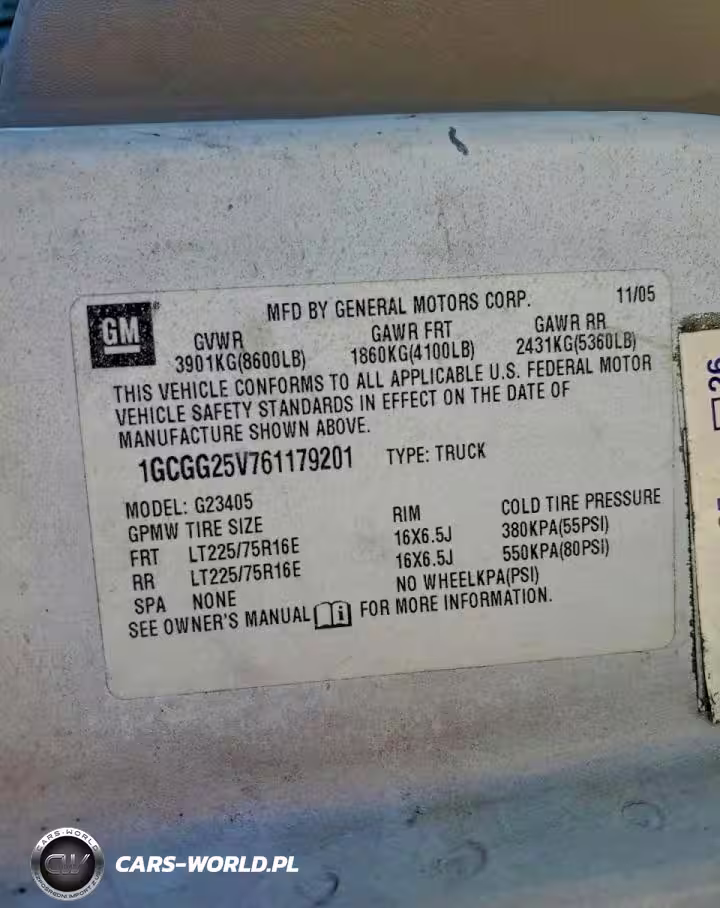 GM
MFD BY GENERAL MOTORS CORP. 11/05
GVWR GAWR FRT GAWR RR
3901KG(8600LB) 1860KG(4100LB) 2431KG(5360LB)
THIS VEHICLE CONFORMS TO ALL APPLICABLE U.S. FEDERAL MOTOR
VEHICLE SAFETY STANDARDS IN EFFECT ON THE DATE OF
MANUFACTURE SHOWN ABOVE.
1GCGG25V761179201 TYPE: TRUCK
MODEL: G23405
GPMW TIRE SIZE RIM COLD TIRE PRESSURE
FRT LT225/75R16E 16X6.5J 380KPA(55PSI)
RR LT225/75R16E 16X6.5J 550KPA(80PSI)
SPA NONE NO WHEELKPA(PSI)
SEE OWNER'S MANUAL i FOR MORE INFORMATION.
26
CARS-WORLD
CW
CARS-WORLD.PL